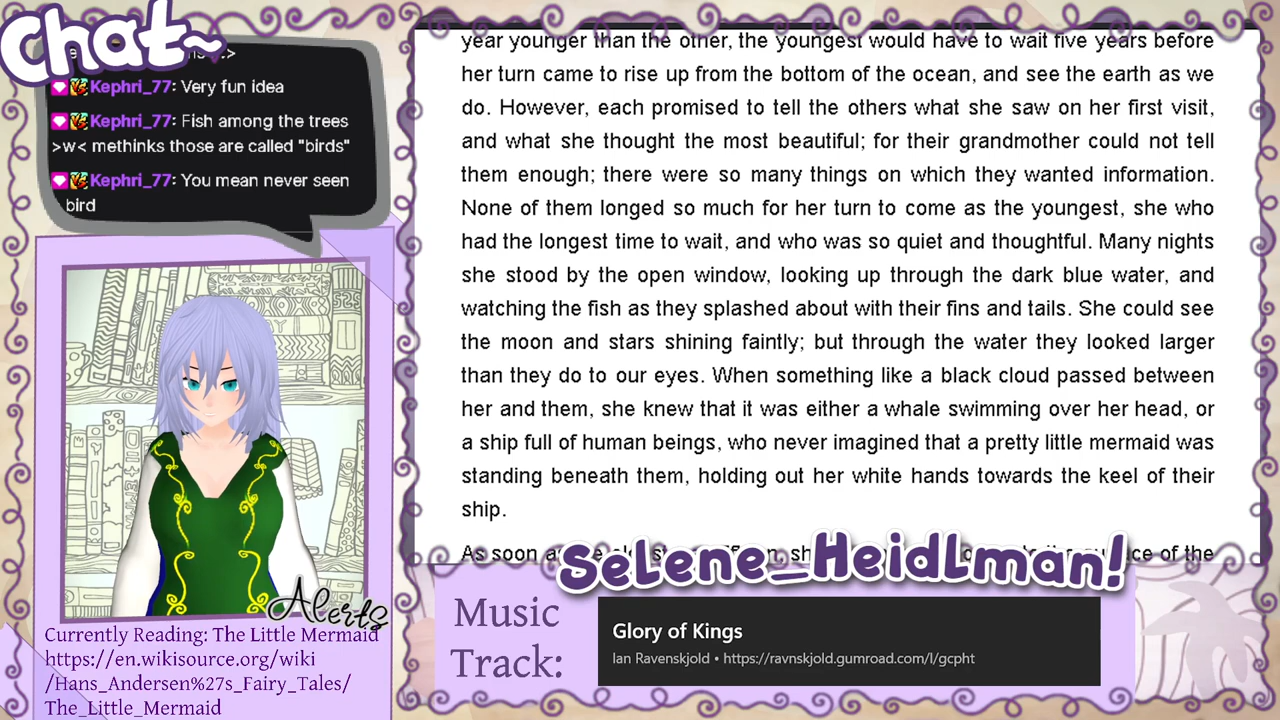 Chat~
Kephri_77: Very fun idea
Kephri_77: Fish among the trees
>w< methinks those are called "birds"
Kephri_77: You mean never seen
bird
year younger than the other, the youngest would have to wait five years before
her turn came to rise up from the bottom of the ocean, and see the earth as we
do. However, each promised to tell the others what she saw on her first visit,
and what she thought the most beautiful; for their grandmother could not tell
them enough; there were so many things on which they wanted information.
None of them longed so much for her turn to come as the youngest, she who
had the longest time to wait, and who was so quiet and thoughtful. Many nights
she stood by the open window, looking up through the dark blue water, and
watching the fish as they splashed about with their fins and tails. She could see
the moon and stars shining faintly; but through the water they looked larger
than they do to our eyes. When something like a black cloud passed between
her and them, she knew that it was either a whale swimming over her head, or
a ship full of human beings, who never imagined that a pretty little mermaid was
standing beneath them, holding out her white hands towards the keel of their
ship.
As soon
of the
Selene_Heidlman!
Alerts
Currently Reading: The Little Mermaid
https://en.wikisource.org/wiki
/Hans_Andersen%27s_Fairy_Tales/
The_Little_Mermaid
Music
Track:
Glory of Kings
Ian Ravenskjold • https://ravnskjold.gumroad.com/l/gcpht